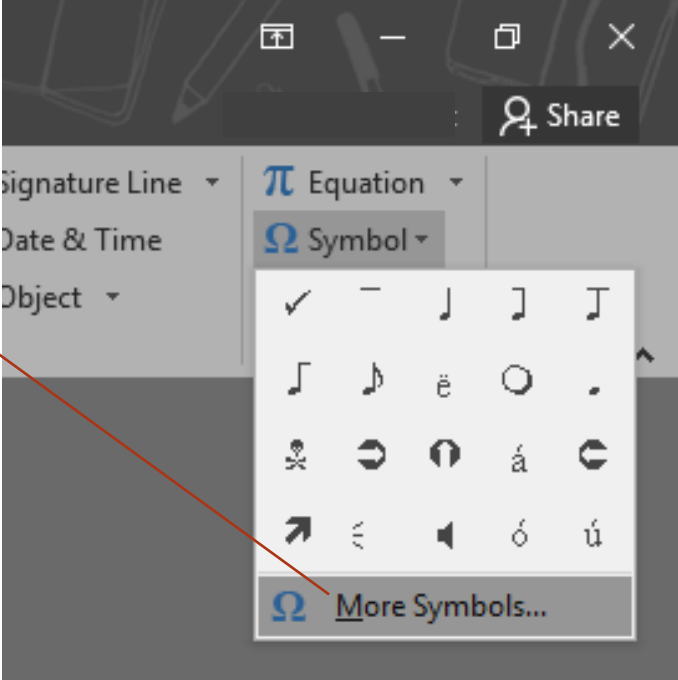 Share
Signature Line
π Equation
Date & Time
Ω Symbol
Object
ë
á
ó ú
Ω More Symbols...